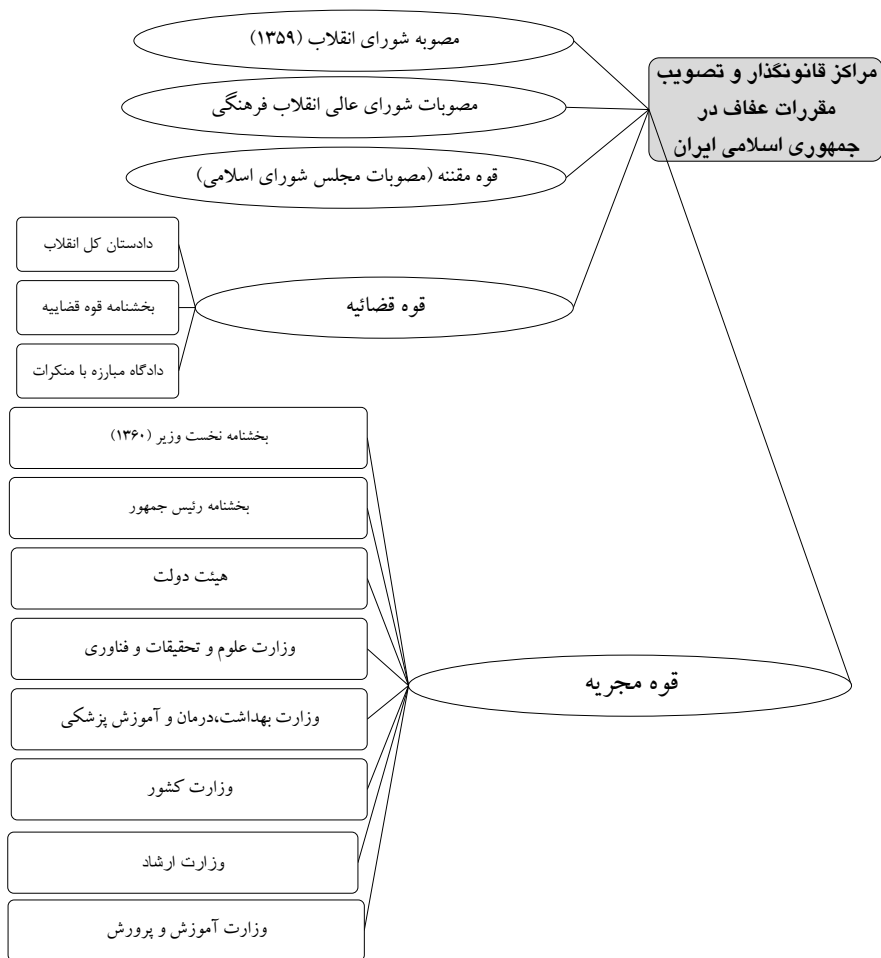 مراکز قانونگذار و تصویب
مقررات عفاف در
جمهوری اسلامی ایران
مصوبه شورای انقلاب (۱۳۵۹)
مصوبات شورای عالی انقلاب فرهنگی
قوه مقننه (مصوبات مجلس شورای اسلامی)
قوه قضائیه
دادستان کل انقلاب
بخشنامه قوه قضاییه
دادگاه مبارزه با منکرات
قوه مجریه
بخشنامه نخست وزیر (۱۳۶۰)
بخشنامه رئیس جمهور
هیئت دولت
وزارت علوم و تحقیقات و فناوری
وزارت بهداشت،درمان و آموزش پزشکی
وزارت کشور
وزارت ارشاد
وزارت آموزش و پرورش